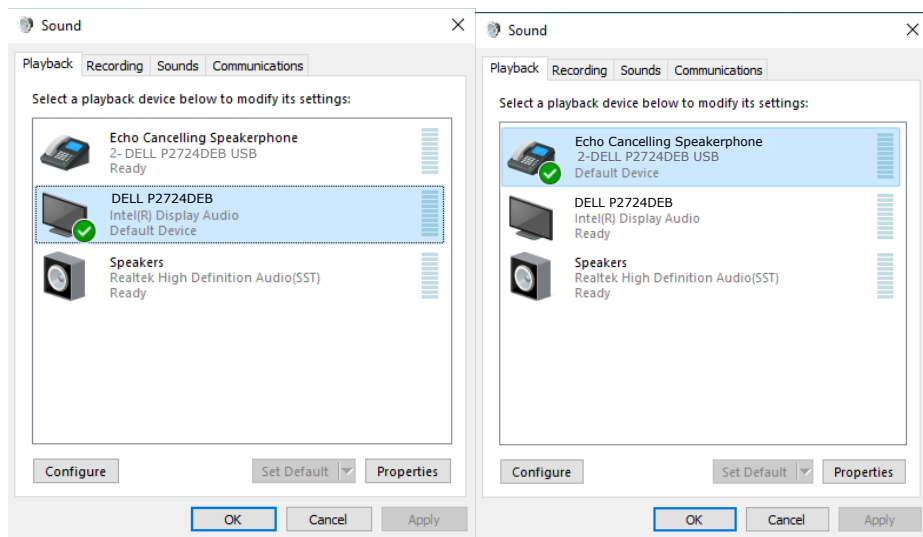 Sound
Playback Recording Sounds Communications
Select a playback device below to modify its settings:
Echo Cancelling Speakerphone
2- DELL P2724DEB USB
Ready
DELL P2724DEB
Intel(R) Display Audio
Default Device
Speakers
Realtek High Definition Audio(SST)
Ready
Configure Set Default Properties
OK Cancel Apply
Sound
Playback Recording Sounds Communications
Select a playback device below to modify its settings:
Echo Cancelling Speakerphone
2-DELL P2724DEB USB
Default Device
DELL P2724DEB
Intel(R) Display Audio
Ready
Speakers
Realtek High Definition Audio(SST)
Ready
Configure Set Default Properties
OK Cancel Apply